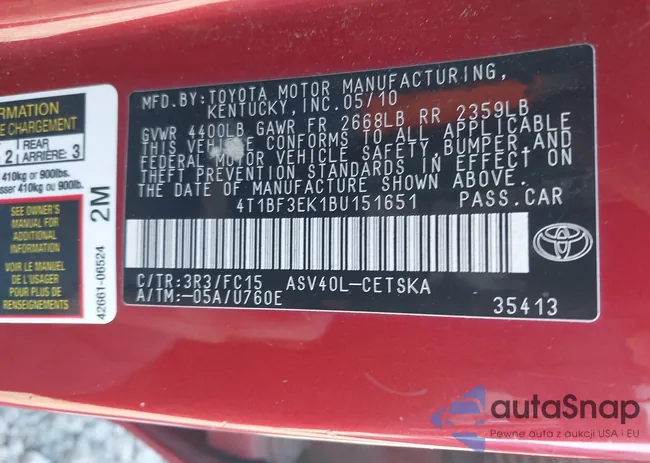 FORMATION
E CHARGEMENT
2 REAR ARRIÈRE: 3
410kg or 900lbs.
sser 410kg ou 900lbs.
SEE OWNER'S
MANUAL FOR
ADDITIONAL
INFORMATION
VOIR LE MANUEL
DE L'USAGER
POUR PLUS DE
RENSEIGNEMENTS
2M
42661-06524
MFD.BY:TOYOTA MOTOR MANUFACTURING,
KENTUCKY, INC.05/10
GVWR 4400LB GAWR FR 2668LB RR 2359LB
THIS VEHICLE CONFORMS TO ALL APPLICABLE
FEDERAL MOTOR VEHICLE SAFETY, BUMPER,AND
THEFT PREVENTION STANDARDS IN EFFECT ON
THE DATE OF MANUFACTURE SHOWN ABOVE.
4T1BF3EK1BU151651 PASS.CAR
C/TR:3R3/FC15 ASV40L-CETSKA
A/TM:-05A/U760E
35413
TOYOTA
autaSnap
Pewne auta z aukcji USA i EU